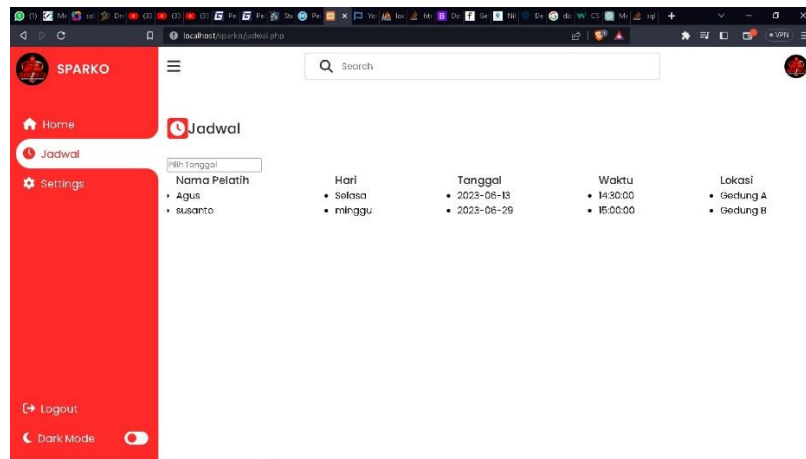 localhost/sparko/jadwal.php
VPN
SPARKO
Search
Home
Jadwal
Settings
Jadwal
Pilih Tanggal
Nama Pelatih Hari Tanggal Waktu Lokasi
Agus Selasa 2023-06-13 14:30:00 Gedung A
susanto minggu 2023-06-29 15:00:00 Gedung B
Logout
Dark Mode